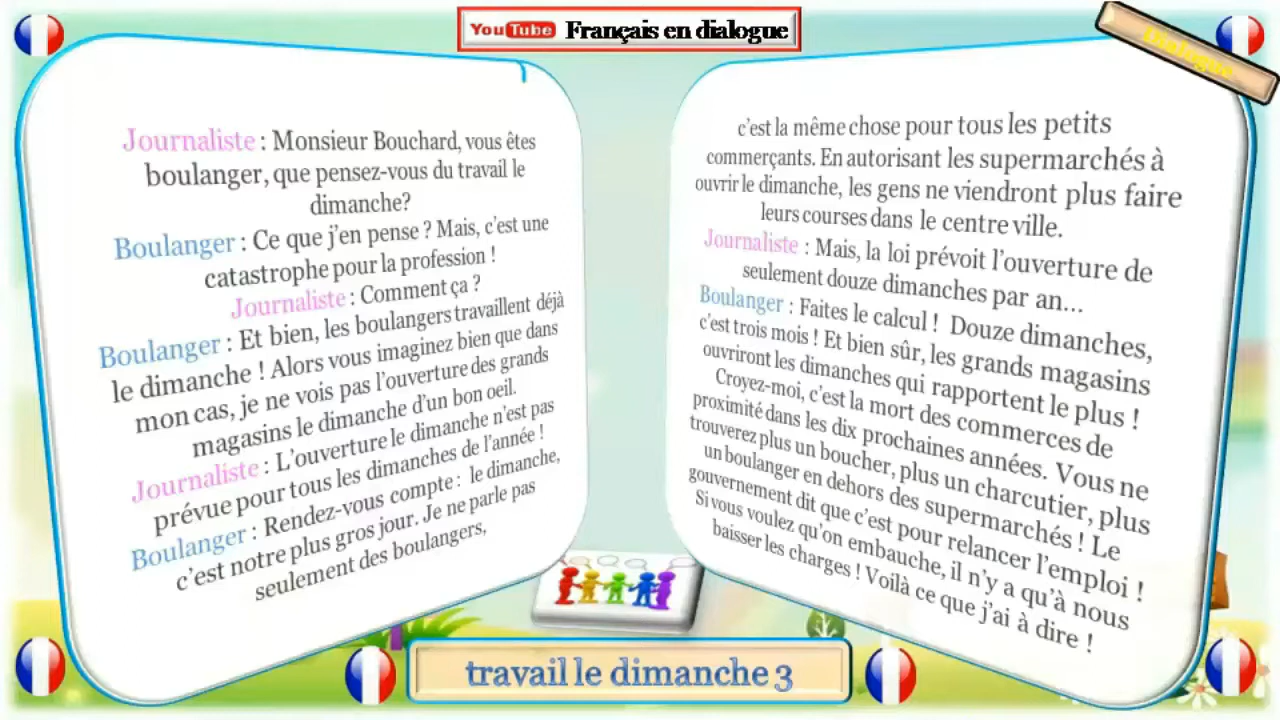 YouTube Français en dialogue
Dialogue
Journaliste : Monsieur Bouchard, vous êtes
boulanger, que pensez-vous du travail le
dimanche?
Boulanger : Ce que j'en pense ? Mais, c'est une
catastrophe pour la profession !
Journaliste : Comment ça ?
Boulanger : Et bien, les boulangers travaillent déjà
le dimanche ! Alors vous imaginez bien que dans
mon cas, je ne vois pas l'ouverture des grands
magasins le dimanche d'un bon oeil.
Journaliste : L'ouverture le dimanche n'est pas
prévue pour tous les dimanches de l'année !
Boulanger : Rendez-vous compte : le dimanche,
c'est notre plus gros jour. Je ne parle pas
seulement des boulangers,
c'est la même chose pour tous les petits
commerçants. En autorisant les supermarchés à
ouvrir le dimanche, les gens ne viendront plus faire
leurs courses dans le centre ville.
Journaliste : Mais, la loi prévoit l'ouverture de
seulement douze dimanches par an...
Boulanger : Faites le calcul ! Douze dimanches,
c'est trois mois ! Et bien sûr, les grands magasins
ouvriront les dimanches qui rapportent le plus !
Croyez-moi, c'est la mort des commerces de
proximité dans les dix prochaines années. Vous ne
trouverez plus un boucher, plus un charcutier, plus
un boulanger en dehors des supermarchés ! Le
gouvernement dit que c'est pour relancer l'emploi !
Si vous voulez qu'on embauche, il n'y a qu'à nous
baisser les charges ! Voilà ce que j'ai à dire !
travail le dimanche 3